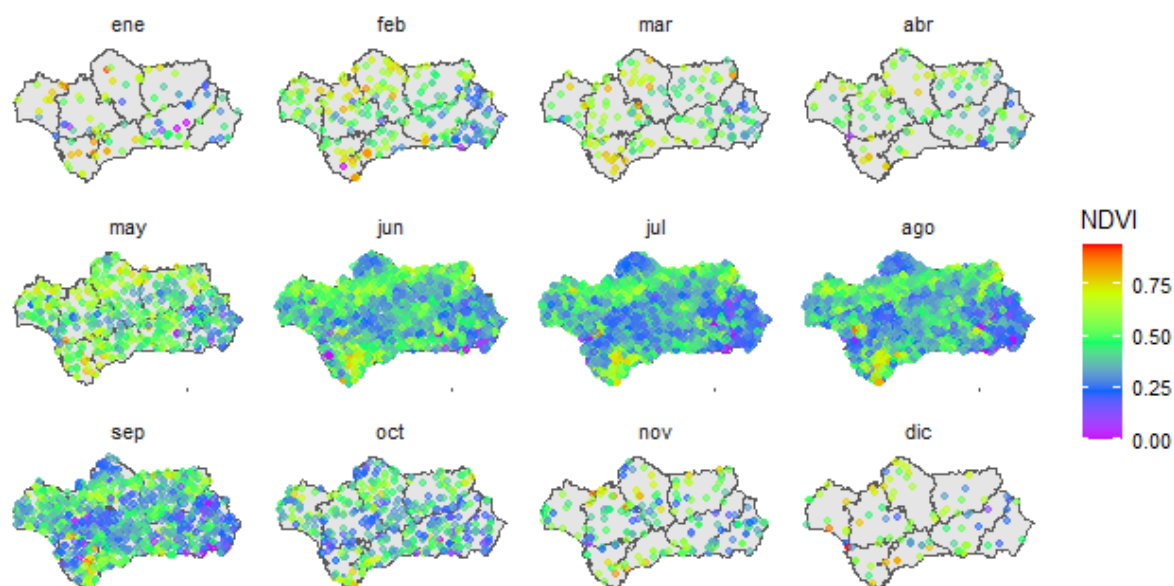 ene feb mar abr
may jun jul ago
NDVI
0.75
0.50
0.25
0.00
sep oct nov dic